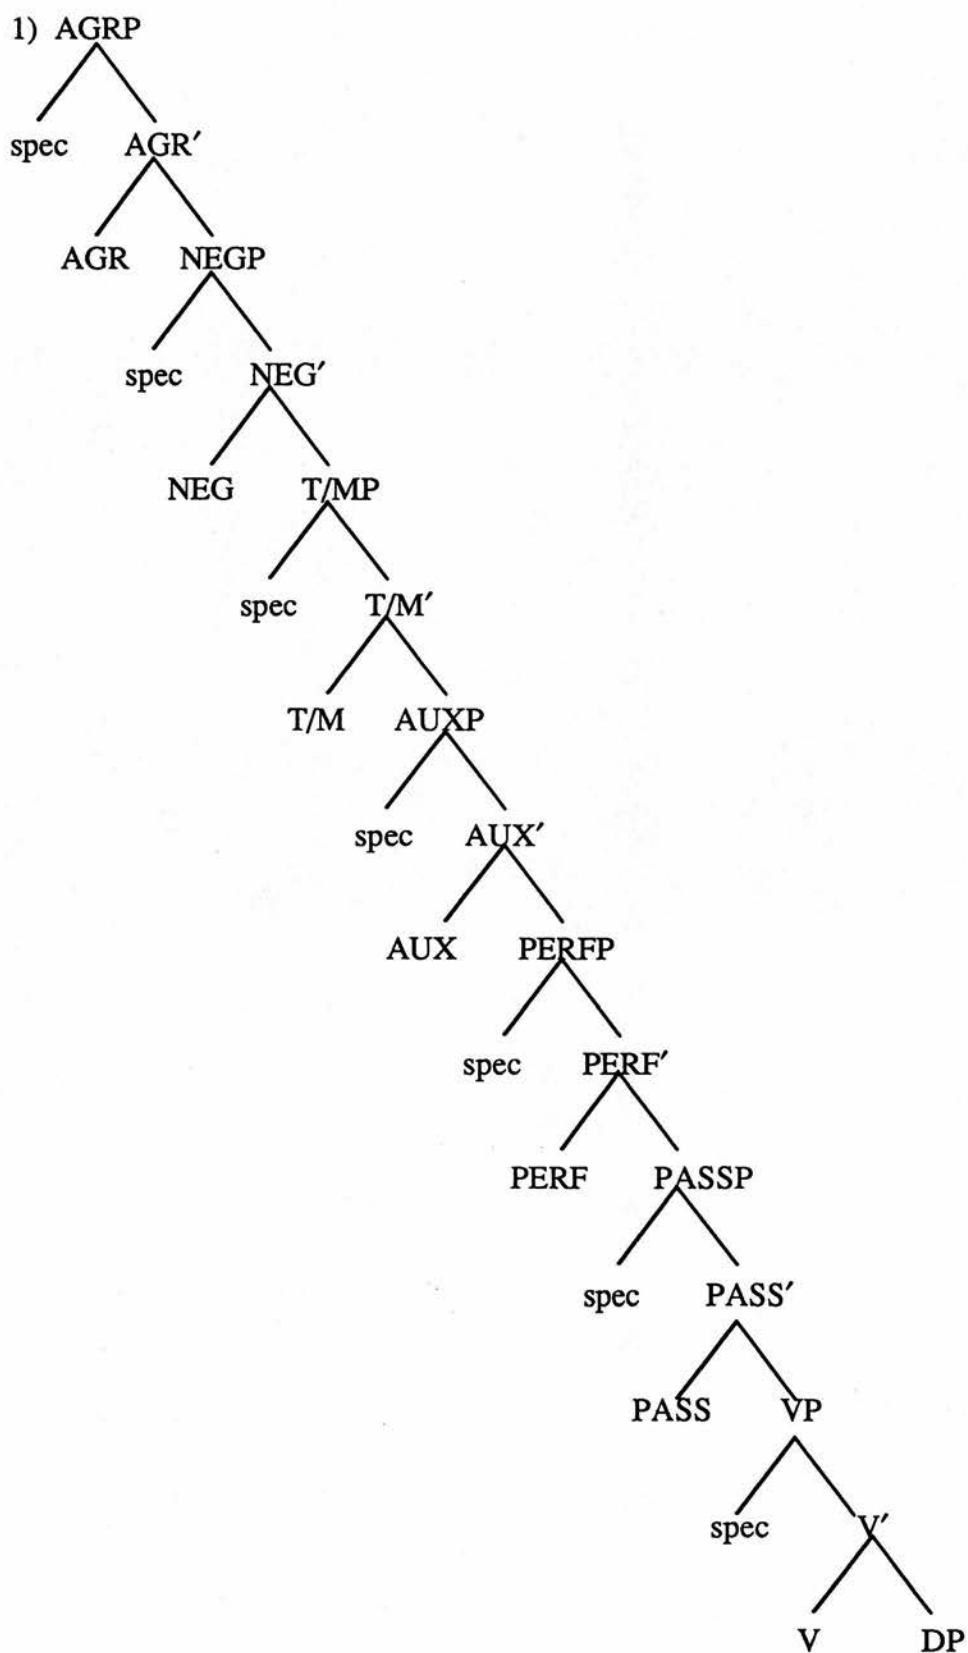 1) AGRP
spec AGR′
AGR NEGP
spec NEG′
NEG T/MP
spec T/M′
T/M AUXP
spec AUX′
AUX PERFP
spec PERF′
PERF PASSP
spec PASS′
PASS VP
spec V′
V DP